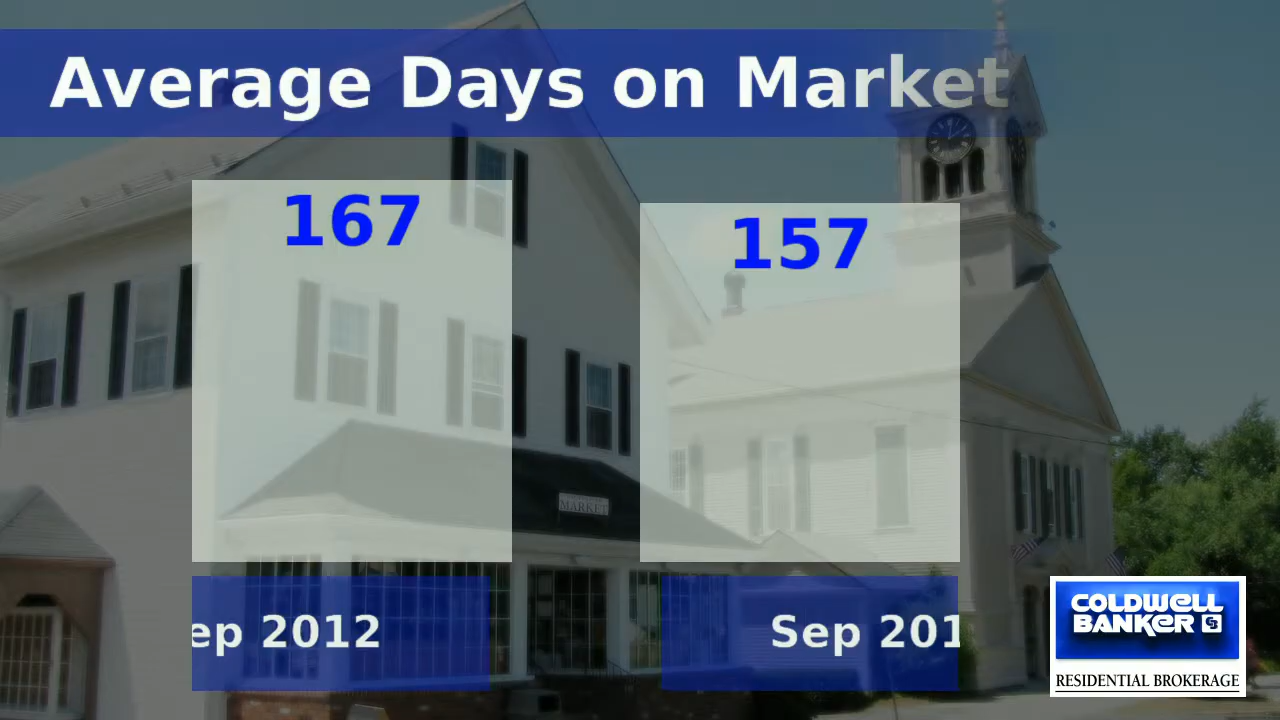 Average Days on Market
167
157
ep 2012
Sep 201
MARKET
COLDWELL
BANKER
RESIDENTIAL BROKERAGE